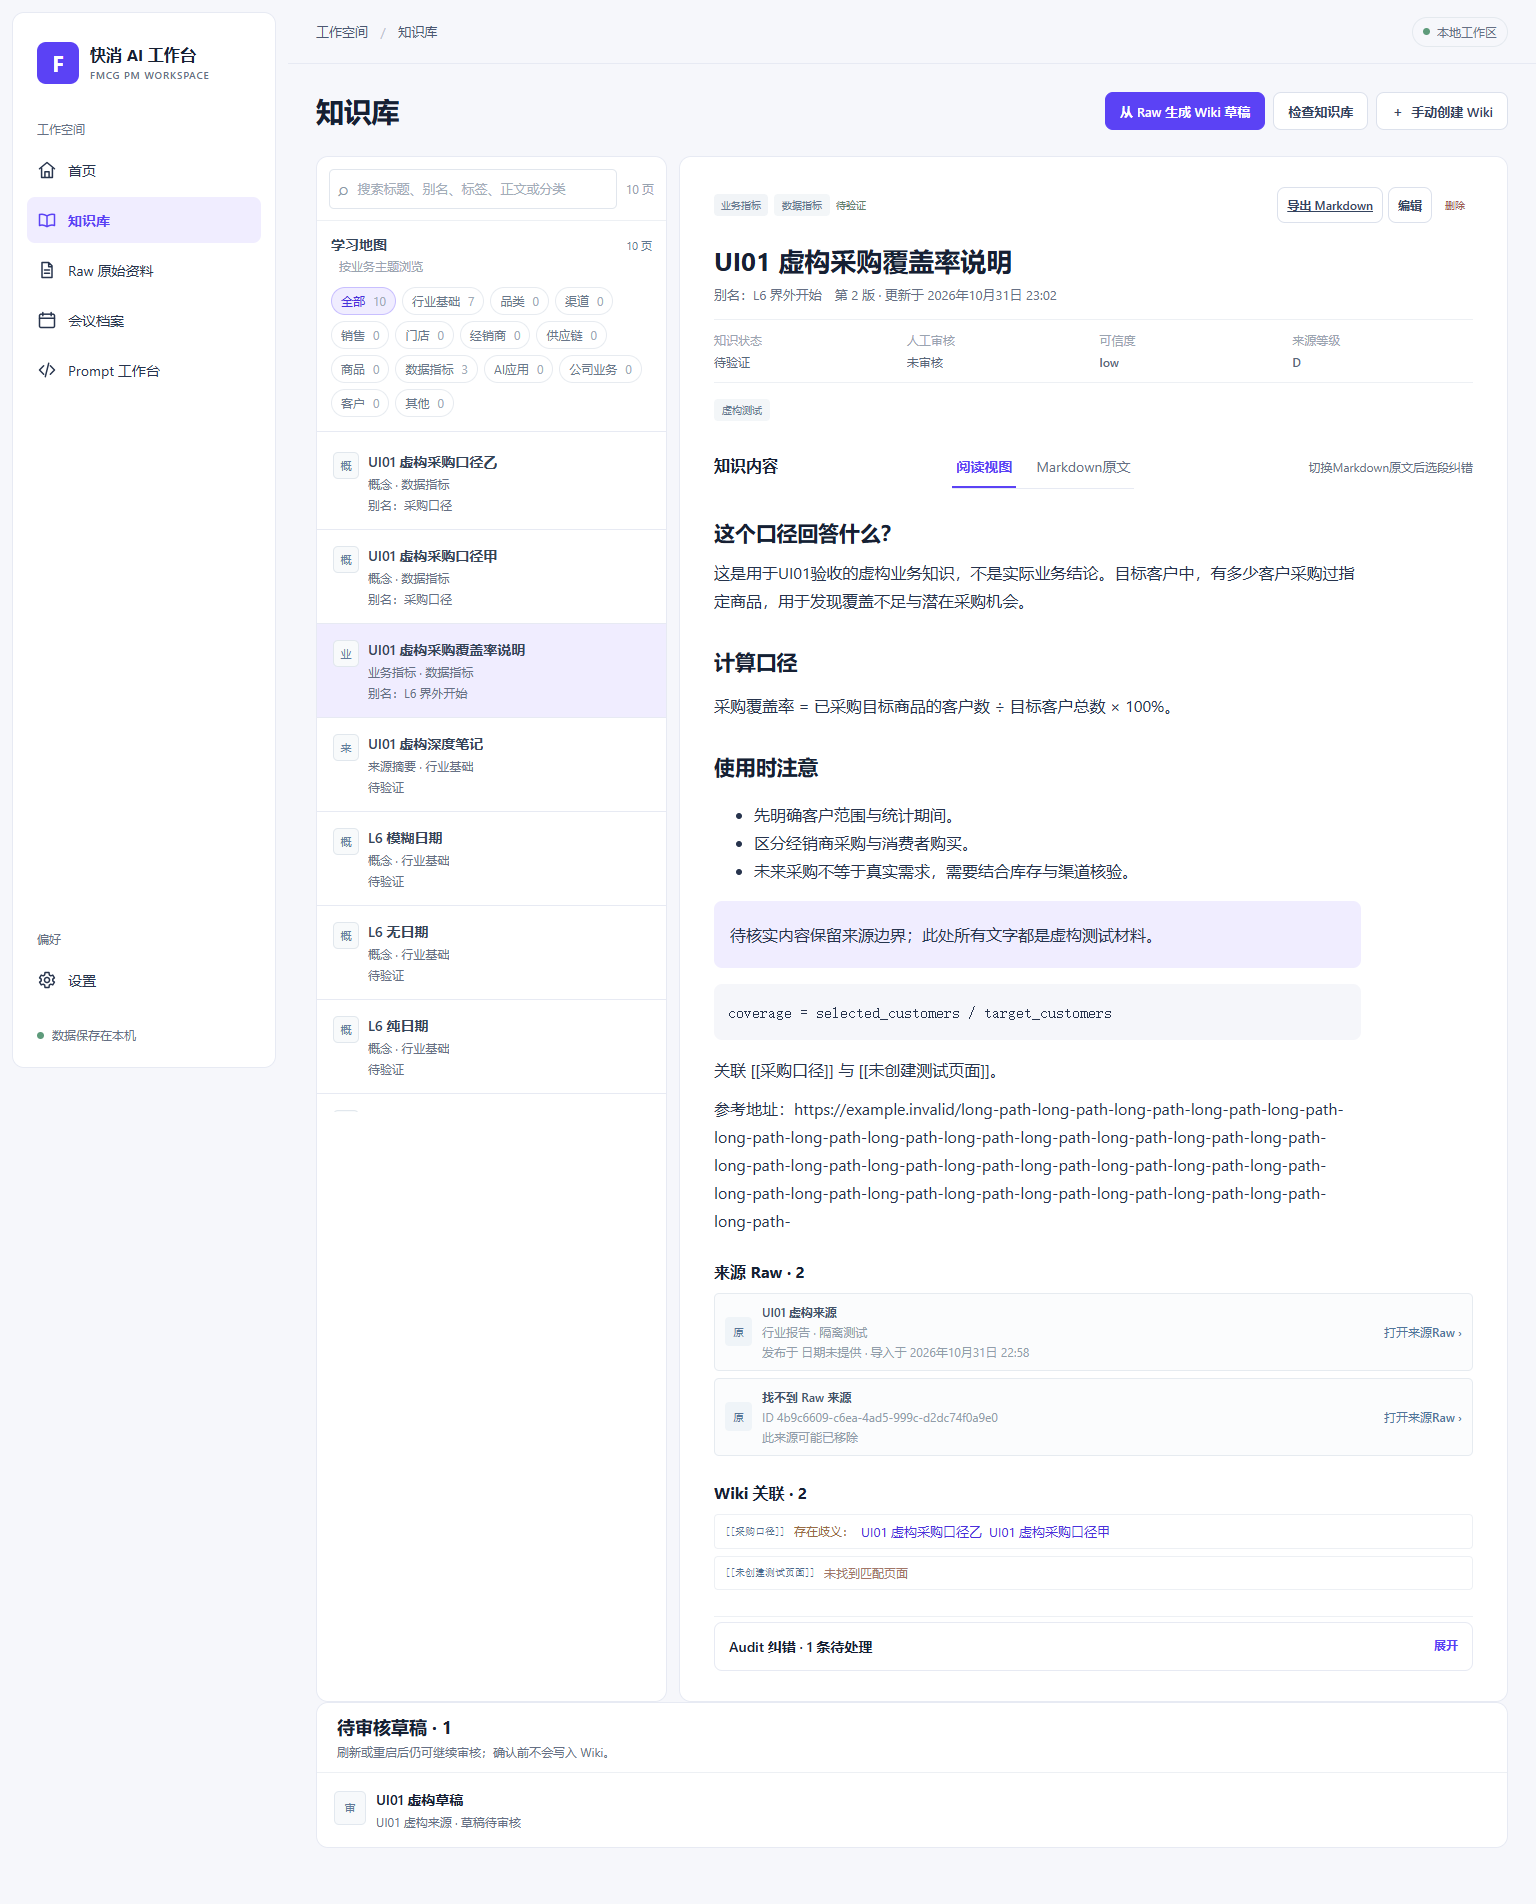 F
快消 AI 工作台
FMCG PM WORKSPACE
工作空间
首页
知识库
Raw 原始资料
会议档案
Prompt 工作台
偏好
设置
数据保存在本机
工作空间 / 知识库
本地工作区
知识库
从 Raw 生成 Wiki 草稿
检查知识库
+ 手动创建 Wiki
搜索标题、别名、标签、正文或分类
10 页
学习地图
10 页
按业务主题浏览
全部 10
行业基础 7
品类 0
渠道 0
销售 0
门店 0
经销商 0
供应链 0
商品 0
数据指标 3
AI应用 0
公司业务 0
客户 0
其他 0
概
UI01 虚构采购口径乙
概念 · 数据指标
别名：采购口径
概
UI01 虚构采购口径甲
概念 · 数据指标
别名：采购口径
业
UI01 虚构采购覆盖率说明
业务指标 · 数据指标
别名：L6 界外开始
来
UI01 虚构深度笔记
来源摘要 · 行业基础
待验证
概
L6 模糊日期
概念 · 行业基础
待验证
概
L6 无日期
概念 · 行业基础
待验证
概
L6 纯日期
概念 · 行业基础
待验证
业务指标 数据指标 待验证
导出 Markdown
编辑
删除
UI01 虚构采购覆盖率说明
别名：L6 界外开始 第 2 版 · 更新于 2026年10月31日 23:02
知识状态
待验证
人工审核
未审核
可信度
low
来源等级
D
虚构测试
知识内容
阅读视图
Markdown原文
切换Markdown原文后选段纠错
这个口径回答什么？
这是用于UI01验收的虚构业务知识，不是实际业务结论。目标客户中，有多少客户采购过指
定商品，用于发现覆盖不足与潜在采购机会。
计算口径
采购覆盖率 = 已采购目标商品的客户数 ÷ 目标客户总数 × 100%。
使用时注意
• 先明确客户范围与统计期间。
• 区分经销商采购与消费者购买。
• 未来采购不等于真实需求，需要结合库存与渠道核验。
待核实内容保留来源边界；此处所有文字都是虚构测试材料。
coverage = selected_customers / target_customers
关联 [[采购口径]] 与 [[未创建测试页面]]。
参考地址：https://example.invalid/long-path-long-path-long-path-long-path-long-path-
long-path-long-path-long-path-long-path-long-path-long-path-long-path-long-path-
long-path-long-path-long-path-long-path-long-path-long-path-long-path-long-path-
long-path-long-path-long-path-long-path-long-path-long-path-long-path-long-path-
long-path-
来源 Raw · 2
原
UI01 虚构来源
行业报告 · 隔离测试
发布于 日期未提供 · 导入于 2026年10月31日 22:58
打开来源Raw ›
原
找不到 Raw 来源
ID 4b9c6609-c6ea-4ad5-999c-d2dc74f0a9e0
此来源可能已移除
打开来源Raw ›
Wiki 关联 · 2
[[采购口径]] 存在歧义： UI01 虚构采购口径乙 UI01 虚构采购口径甲
[[未创建测试页面]] 未找到匹配页面
Audit 纠错 · 1 条待处理
展开
待审核草稿 · 1
刷新或重启后仍可继续审核；确认前不会写入 Wiki。
审
UI01 虚构草稿
UI01 虚构来源 · 草稿待审核